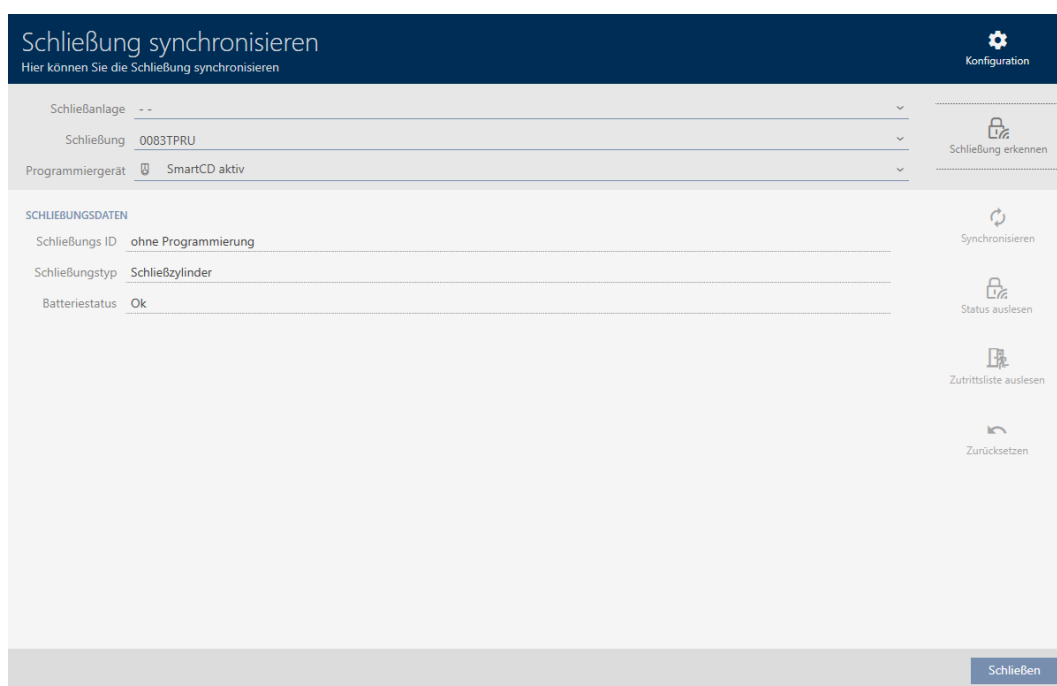 Schließung synchronisieren
Hier können Sie die Schließung synchronisieren
Konfiguration
Schließanlage - -
Schließung 0083TPRU
Programmiergerät SmartCD aktiv
Schließung erkennen
SCHLIEßUNGSDATEN
Schließungs ID ohne Programmierung
Schließungstyp Schließzylinder
Batteriestatus Ok
Synchronisieren
Status auslesen
Zutrittsliste auslesen
Zurücksetzen
Schließen